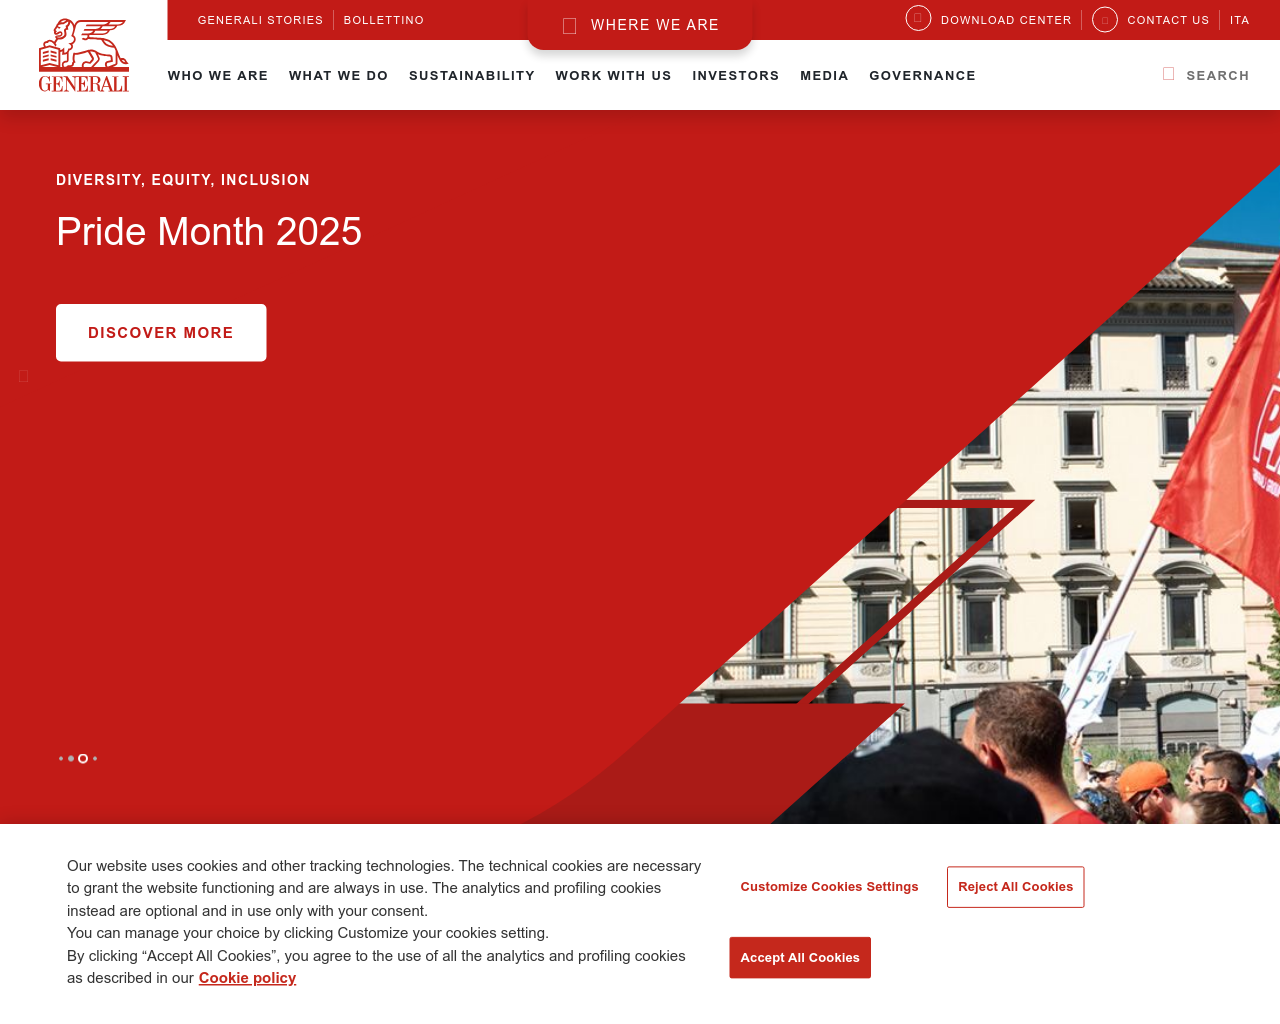 GENERALI STORIES
BOLLETTINO
WHERE WE ARE
DOWNLOAD CENTER
CONTACT US
ITA
GENERALI
WHO WE ARE
WHAT WE DO
SUSTAINABILITY
WORK WITH US
INVESTORS
MEDIA
GOVERNANCE
SEARCH
DIVERSITY, EQUITY, INCLUSION
Pride Month 2025
DISCOVER MORE
Our website uses cookies and other tracking technologies. The technical cookies are necessary
to grant the website functioning and are always in use. The analytics and profiling cookies
instead are optional and in use only with your consent.
You can manage your choice by clicking Customize your cookies setting.
By clicking “Accept All Cookies”, you agree to the use of all the analytics and profiling cookies
as described in our Cookie policy
Customize Cookies Settings
Reject All Cookies
Accept All Cookies